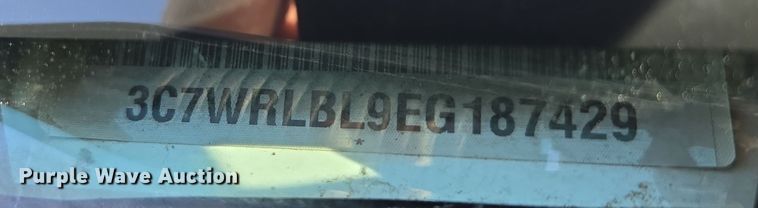 3C7WRLBL9EG187429
*
Purple Wave Auction